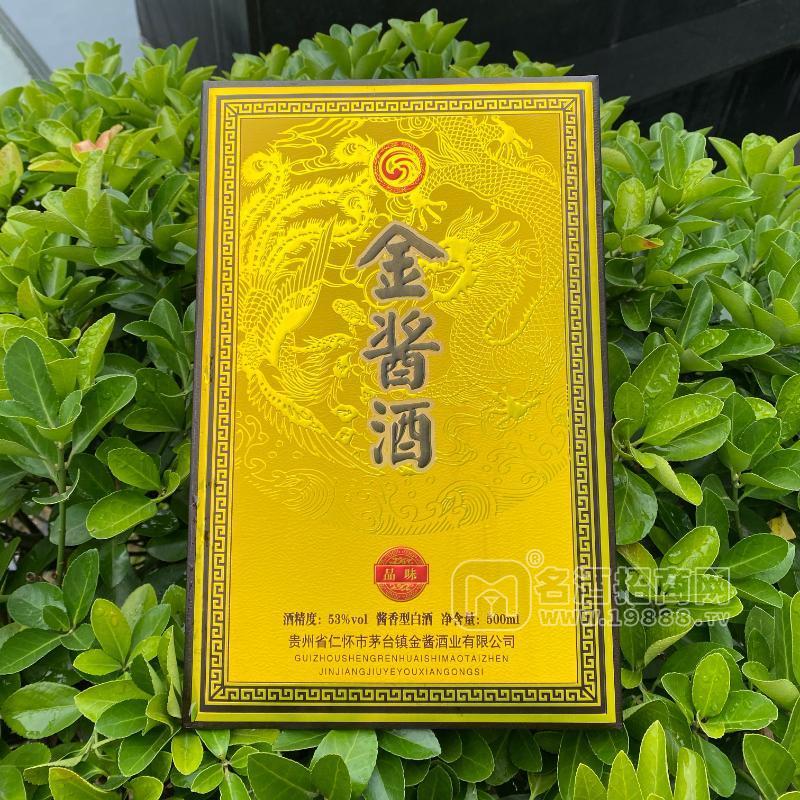 金酱酒
品味
酒精度：53%vol 酱香型白酒 净含量：500ml
贵州省仁怀市茅台镇金酱酒业有限公司
GUIZHOUSHENGRENHUAISHIMAOTAIZHEN
JINJIANGJIUYEYOUXIANGONGSI
名酒招商网®
www.19888.tv